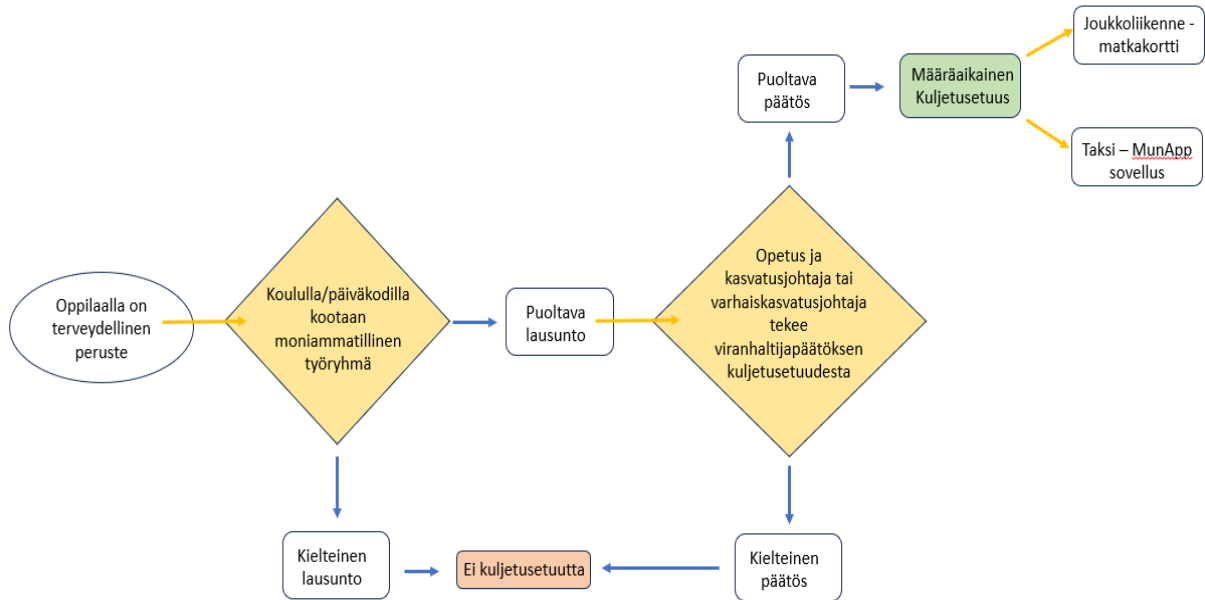 Oppilaalla on
terveydellinen
peruste
Koululla/päiväkodilla
kootaan
moniammatillinen
työryhmä
Puoltava
lausunto
Kielteinen
lausunto
Ei kuljetusetuutta
Opetus ja
kasvatusjohtaja tai
varhaiskasvatusjohtaja
tekee
viranhaltijapäätöksen
kuljetusetuudesta
Kielteinen
päätös
Puoltava
päätös
Määräaikainen
Kuljetusetuus
Joukkoliikenne -
matkakortti
Taksi – MunApp
sovellus